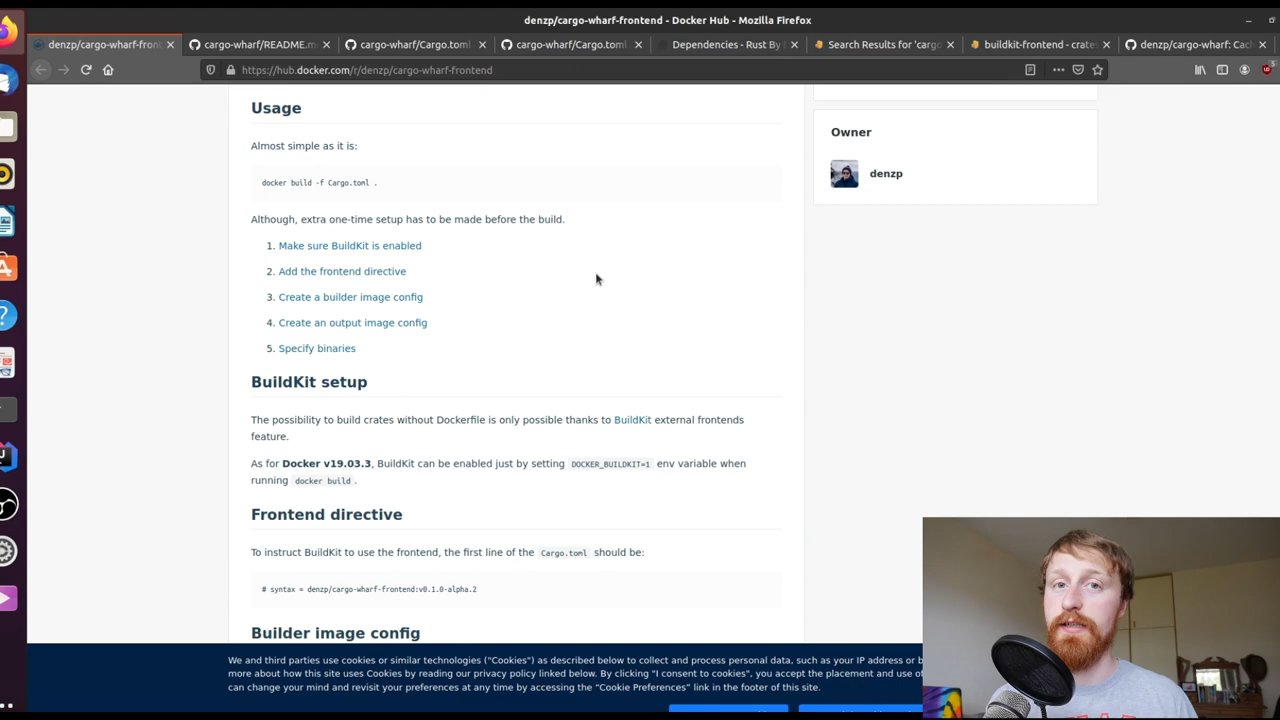 denzp/cargo-wharf-frontend - Docker Hub - Mozilla Firefox
denzp/cargo-wharf-front
cargo-wharf/README.m
cargo-wharf/Cargo.toml
cargo-wharf/Cargo.toml
Dependencies - Rust By
Search Results for 'cargo
buildkit-frontend - crates
denzp/cargo-wharf: Cach
https://hub.docker.com/r/denzp/cargo-wharf-frontend
Usage
Almost simple as it is:
docker build -f Cargo.toml .
Although, extra one-time setup has to be made before the build.
1. Make sure BuildKit is enabled
2. Add the frontend directive
3. Create a builder image config
4. Create an output image config
5. Specify binaries
BuildKit setup
The possibility to build crates without Dockerfile is only possible thanks to BuildKit external frontends
feature.
As for Docker v19.03.3, BuildKit can be enabled just by setting DOCKER_BUILDKIT=1 env variable when
running docker build .
Frontend directive
To instruct BuildKit to use the frontend, the first line of the Cargo.toml should be:
# syntax = denzp/cargo-wharf-frontend:v0.1.0-alpha.2
Builder image config
Owner
denzp
We and third parties use cookies or similar technologies ("Cookies") as described below to collect and process personal data, such as your IP address or b
more about how this site uses Cookies by reading our privacy policy linked below. By clicking "I consent to cookies", you accept the placement and use of
can change your mind and revisit your preferences at any time by accessing the "Cookie Preferences" link in the footer of this site.